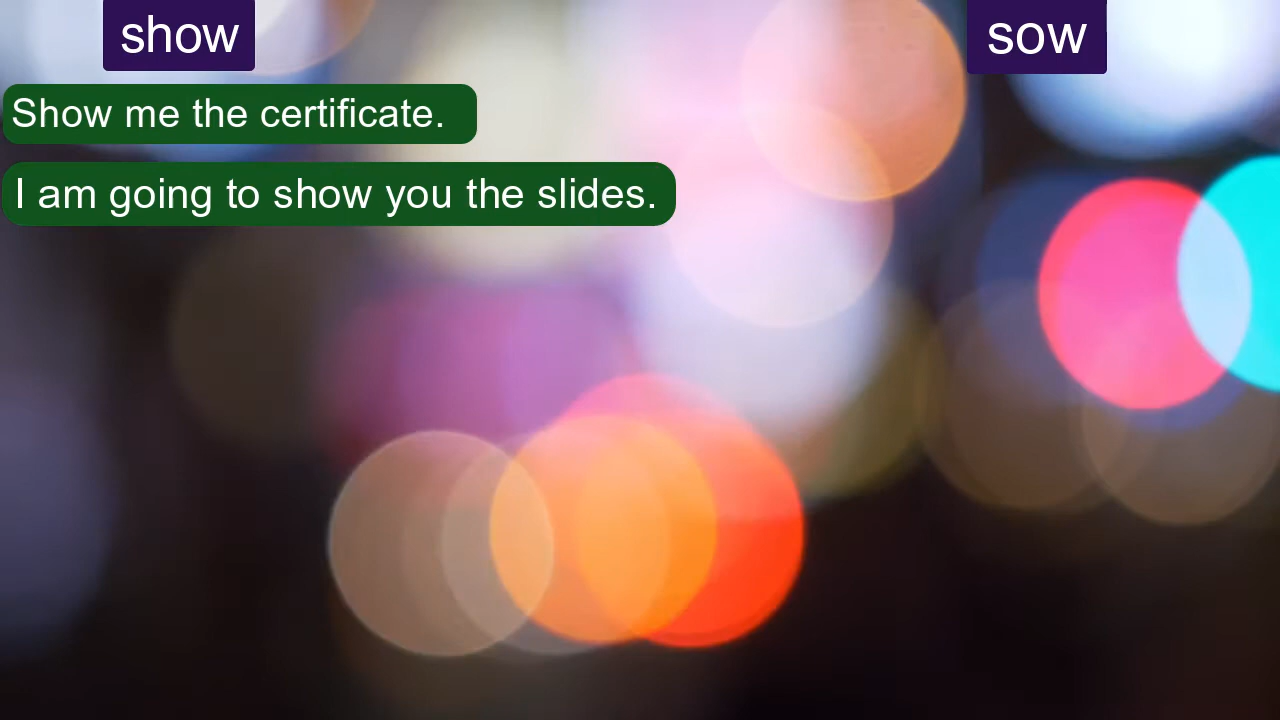 show
sow
Show me the certificate.
I am going to show you the slides.